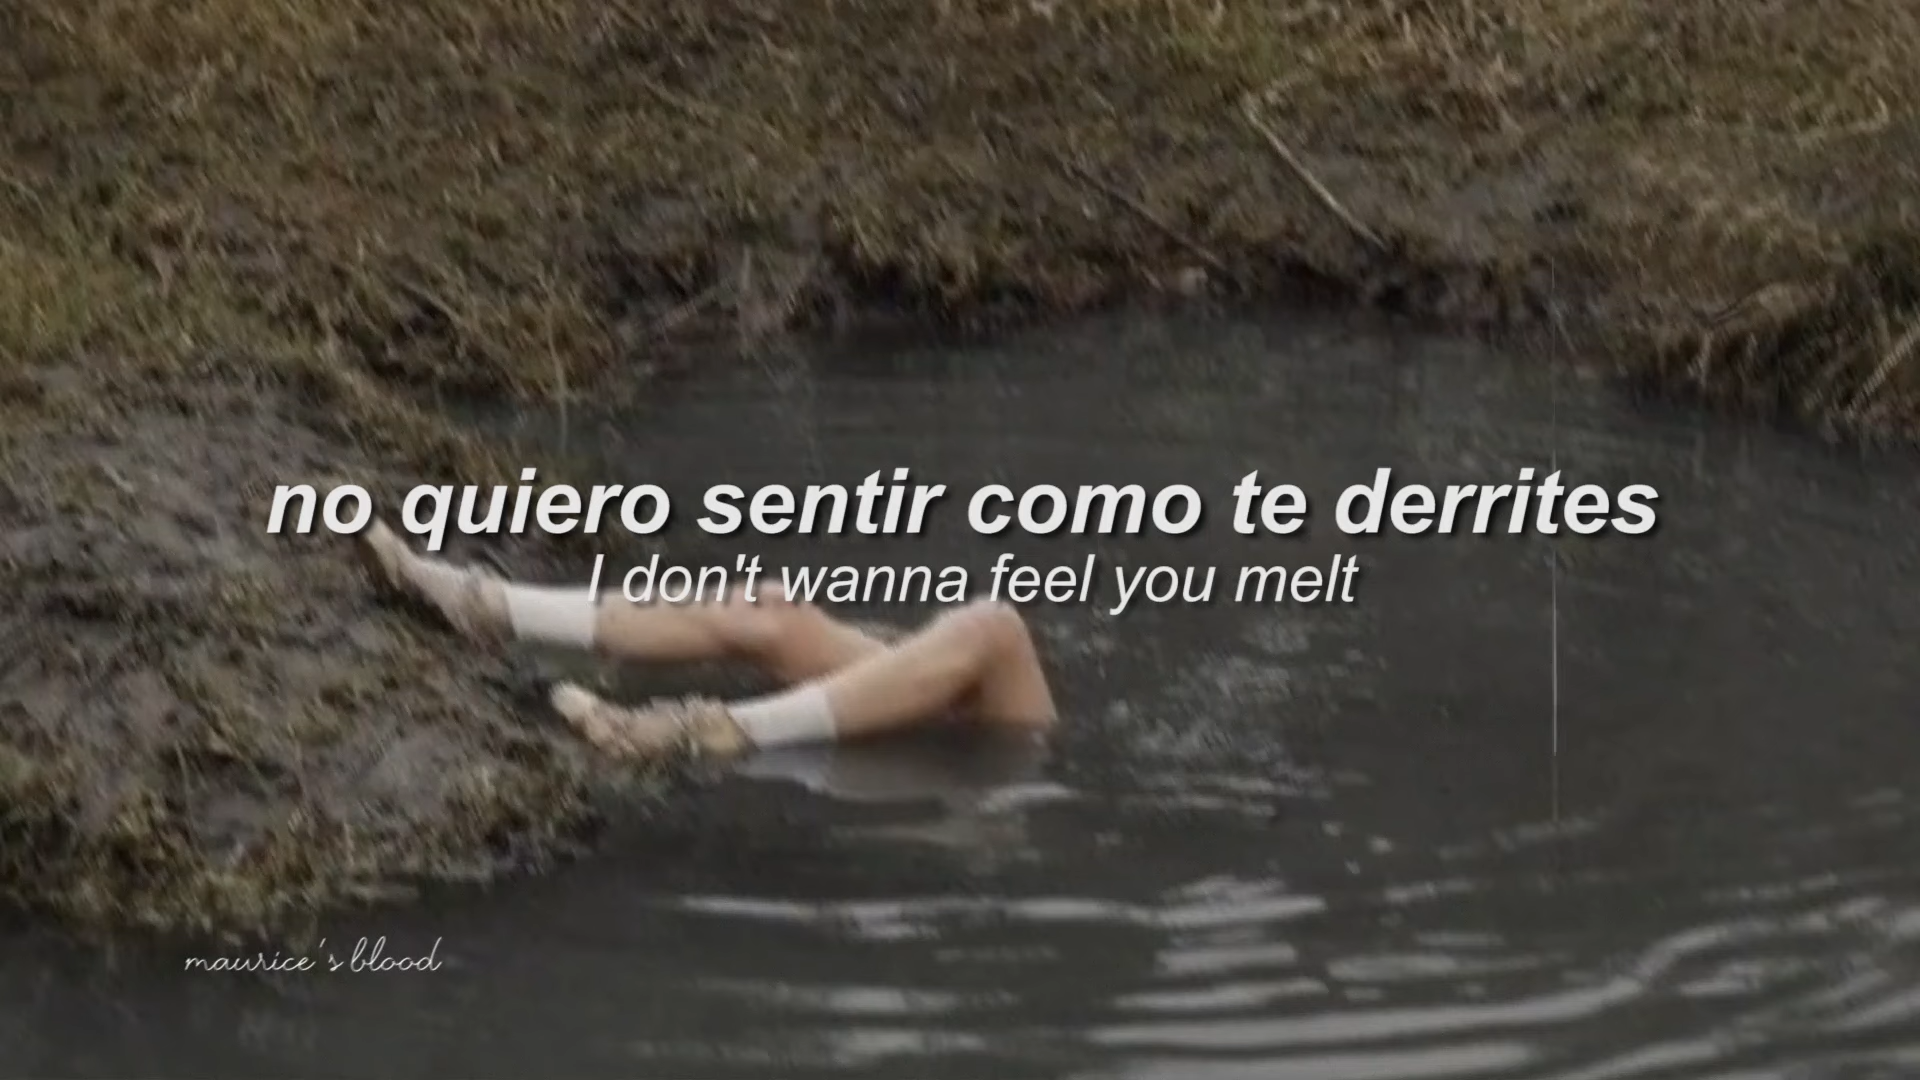 no quiero sentir como te derrites
I don't wanna feel you melt
maurice's blood